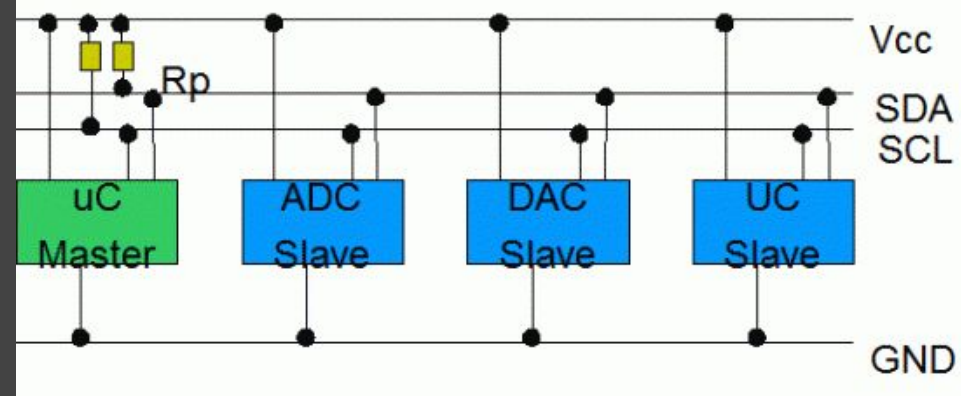 Vcc
Rp
SDA
SCL
uC
Master
ADC
Slave
DAC
Slave
UC
Slave
GND